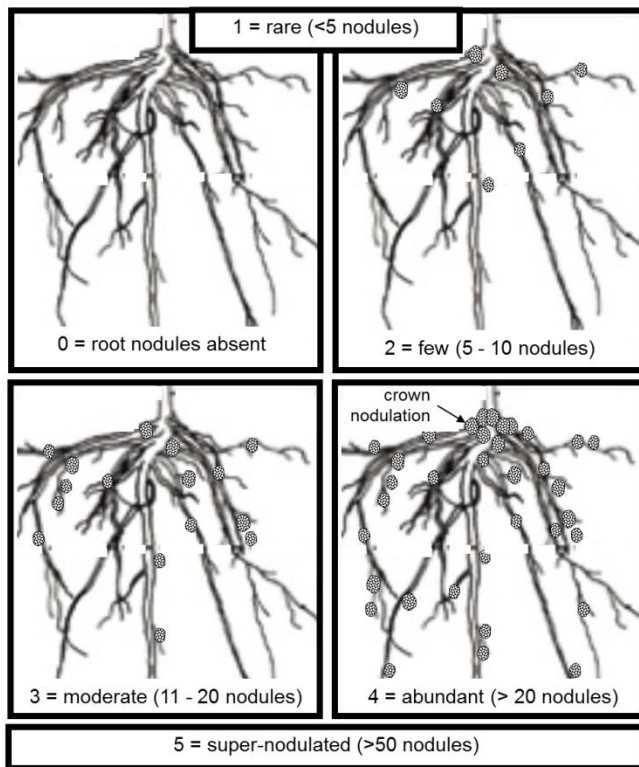 1 = rare (<5 nodules)
0 = root nodules absent
2 = few (5 - 10 nodules)
crown
nodulation
3 = moderate (11 - 20 nodules)
4 = abundant (> 20 nodules)
5 = super-nodulated (>50 nodules)